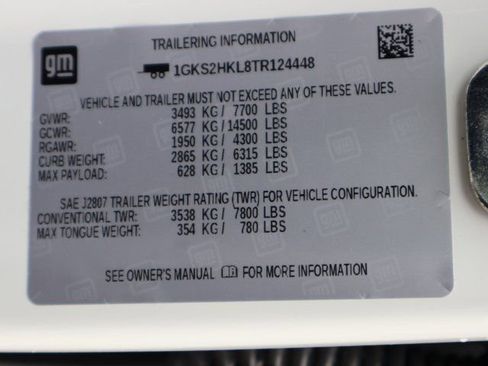 gm
TRAILERING INFORMATION
1GKS2HKL8TR124448
VEHICLE AND TRAILER MUST NOT EXCEED ANY OF THESE VALUES.
GVWR: 3493 KG / 7700 LBS
GCWR: 6577 KG / 14500 LBS
RGAWR: 1950 KG / 4300 LBS
CURB WEIGHT: 2865 KG / 6315 LBS
MAX PAYLOAD: 628 KG / 1385 LBS
SAE J2807 TRAILER WEIGHT RATING (TWR) FOR VEHICLE CONFIGURATION.
CONVENTIONAL TWR: 3538 KG / 7800 LBS
MAX TONGUE WEIGHT: 354 KG / 780 LBS
SEE OWNER'S MANUAL FOR MORE INFORMATION